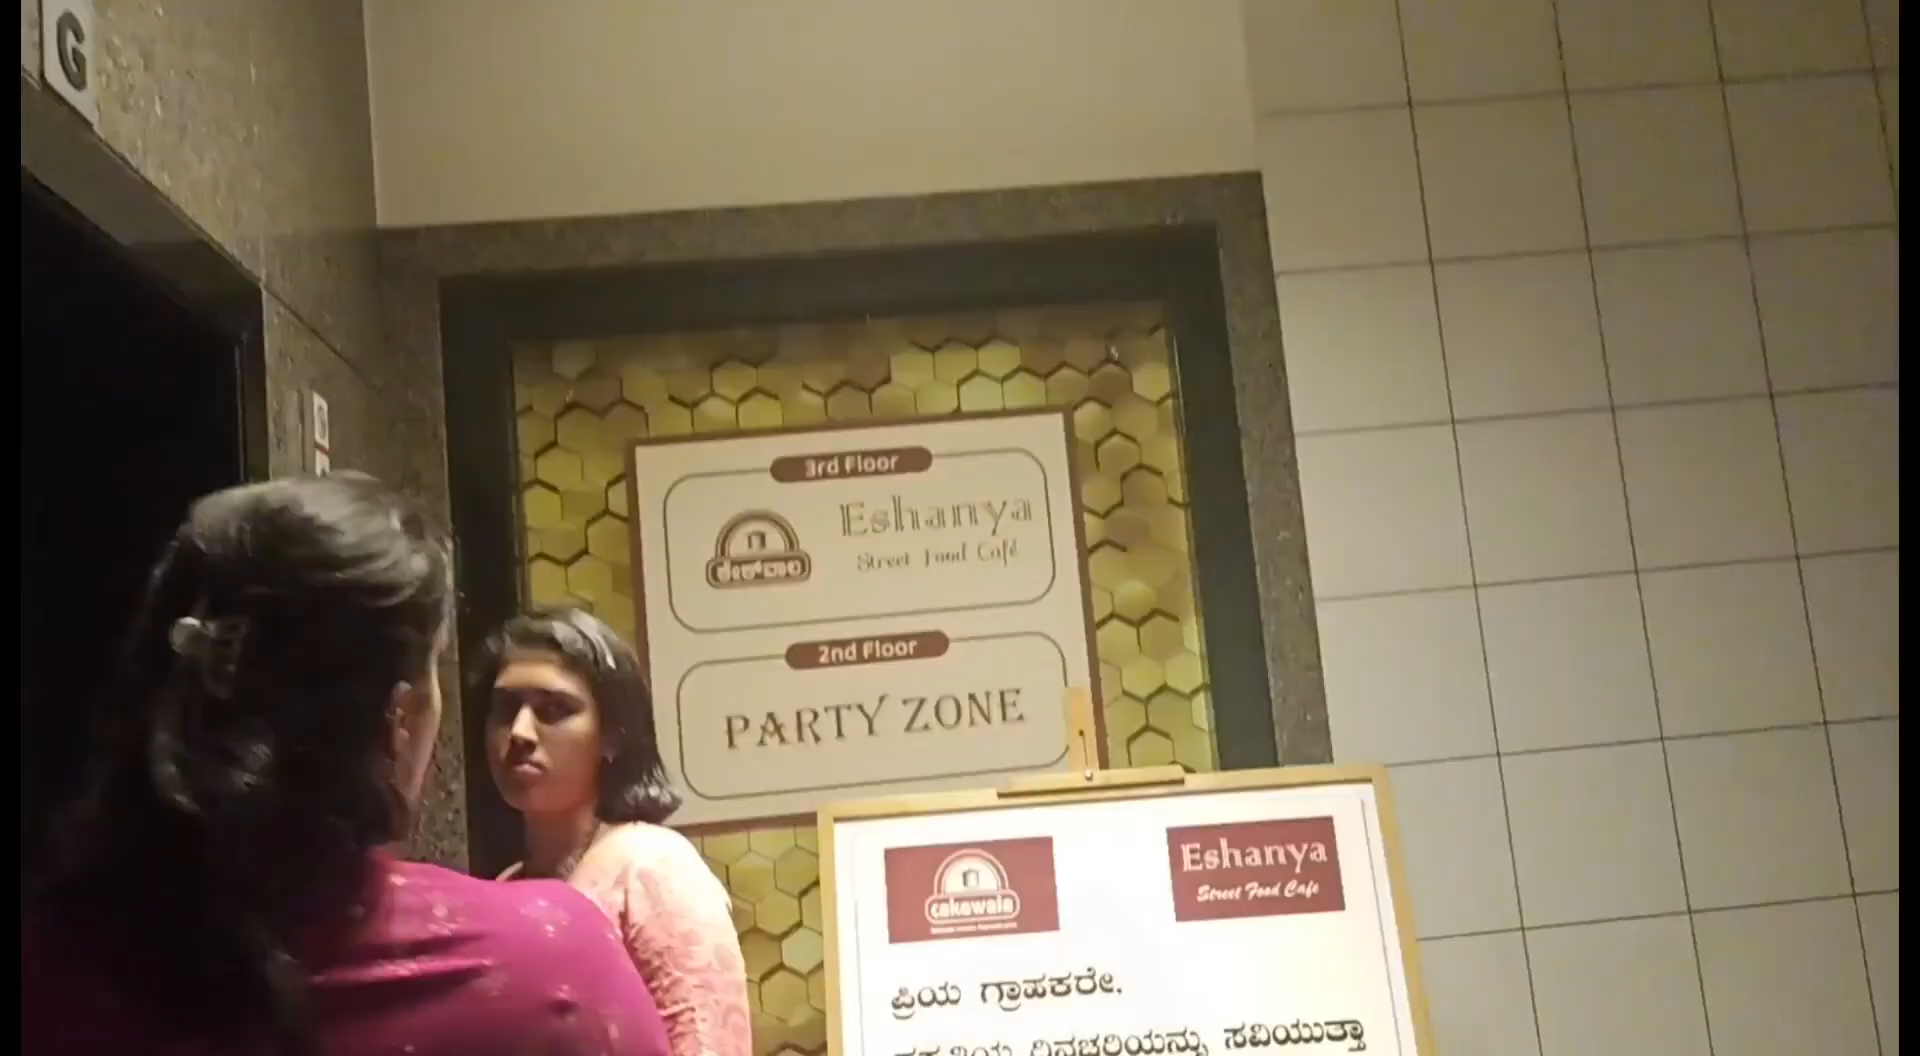 G
3rd Floor
ಕೇಕ್‌ವಾಲ
Eshanya
Street Food Café
2nd Floor
PARTY ZONE
cakewala
Eshanya
Street Food Cafe
ಪ್ರಿಯ ಗ್ರಾಹಕರೇ.
ದಿನಚರಿಯನ್ನು ಸವಿಯುತ್ತಾ